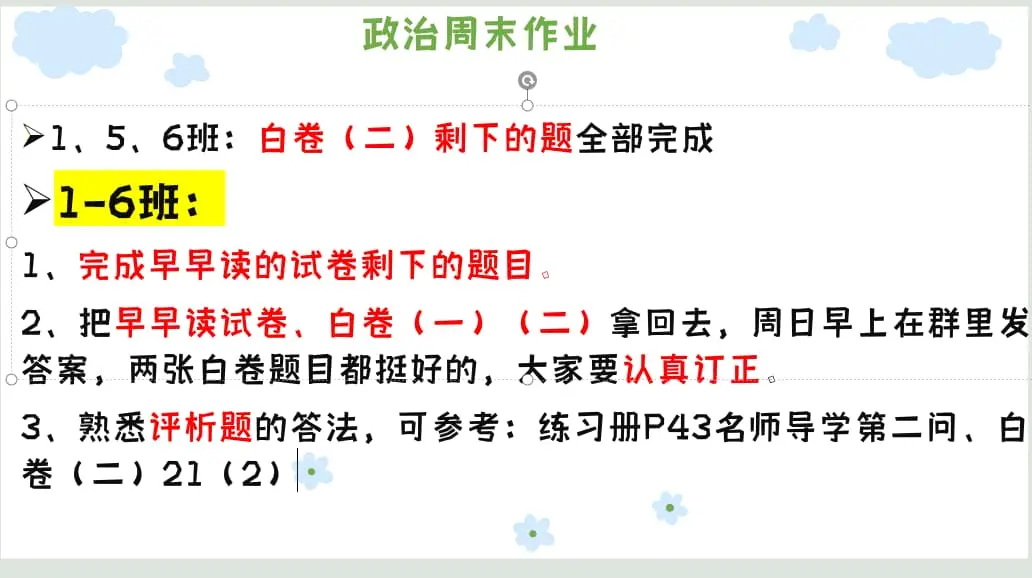 政治周末作业
1、5、6班：白卷（二）剩下的题全部完成
1-6班：
1、完成早早读的试卷剩下的题目。
2、把早早读试卷、白卷（一）（二）拿回去，周日早上在群里发
答案，两张白卷题目都挺好的，大家要认真订正。
3、熟悉评析题的答法，可参考：练习册P43名师导学第二问、白
卷（二）21（2）